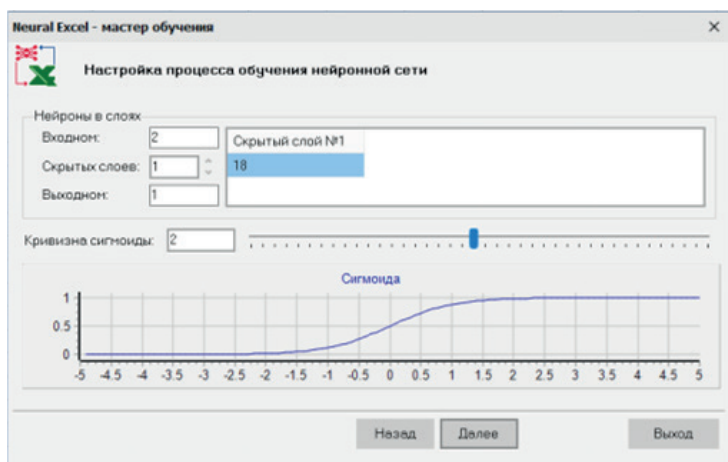 Neural Excel - мастер обучения
Настройка процесса обучения нейронной сети
Нейроны в слоях
Входном: 2
Скрытых слоев: 1
Выходном: 1
Скрытый слой №1
18
Кривизна сигмоиды: 2
Сигмоида
1
0.5
0
-5 -4.5 -4 -3.5 -3 -2.5 -2 -1.5 -1 -0.5 0 0.5 1 1.5 2 2.5 3 3.5 4 4.5 5
Назад Далее Выход